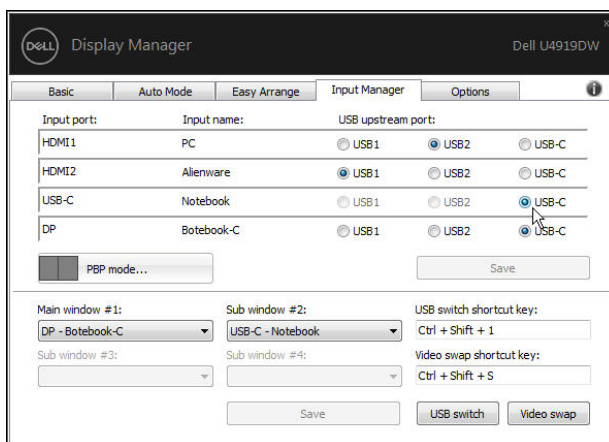 x
DELL Display Manager Dell U4919DW
Basic Auto Mode Easy Arrange Input Manager Options i
Input port: Input name: USB upstream port:
HDMI1 PC USB1 USB2 USB-C
HDMI2 Alienware USB1 USB2 USB-C
USB-C Notebook USB1 USB2 USB-C
DP Botebook-C USB1 USB2 USB-C
PBP mode... Save
Main window #1: Sub window #2: USB switch shortcut key:
DP - Botebook-C USB-C - Notebook Ctrl + Shift + 1
Sub window #3: Sub window #4: Video swap shortcut key:
Ctrl + Shift + S
Save USB switch Video swap